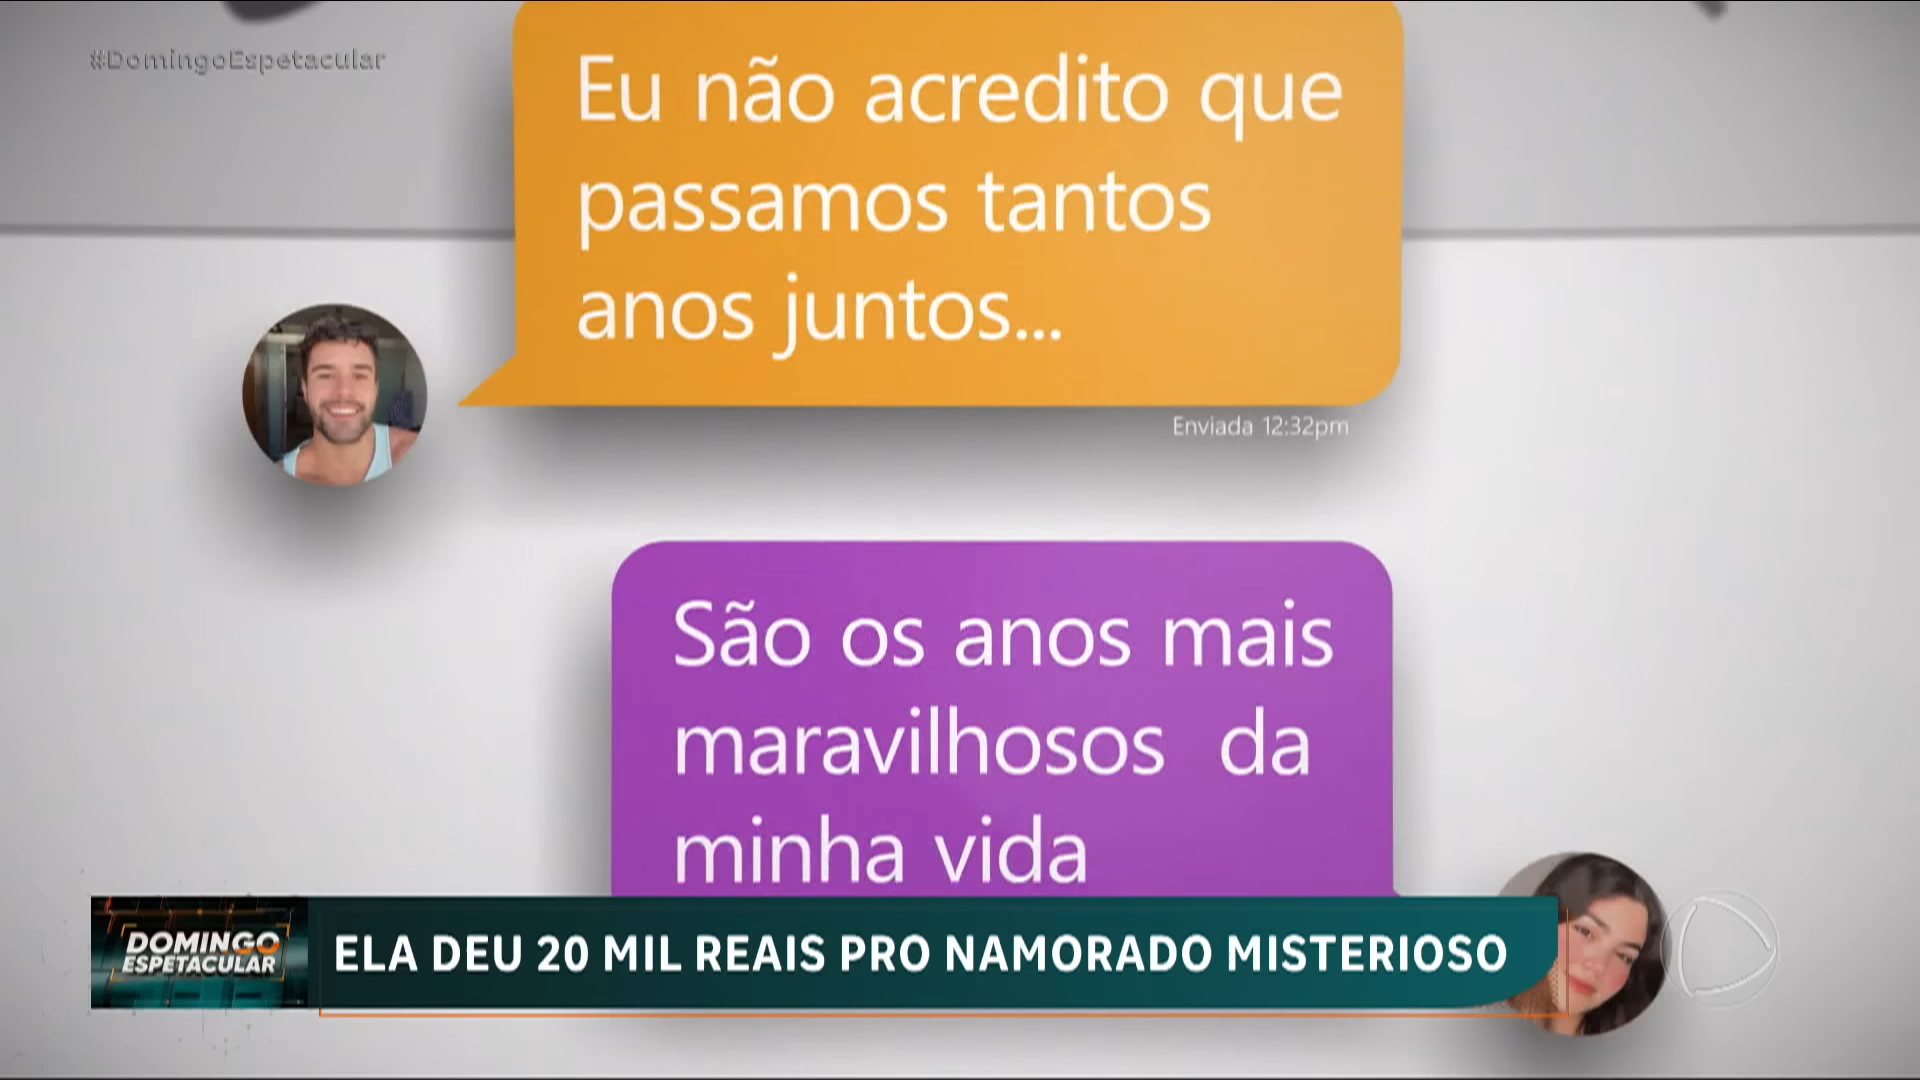 #DomingoEspetacular
Eu não acredito que
passamos tantos
anos juntos...
Enviada 12:32pm
São os anos mais
maravilhosos da
minha vida
DOMINGO
ESPETACULAR
ELA DEU 20 MIL REAIS PRO NAMORADO MISTERIOSO